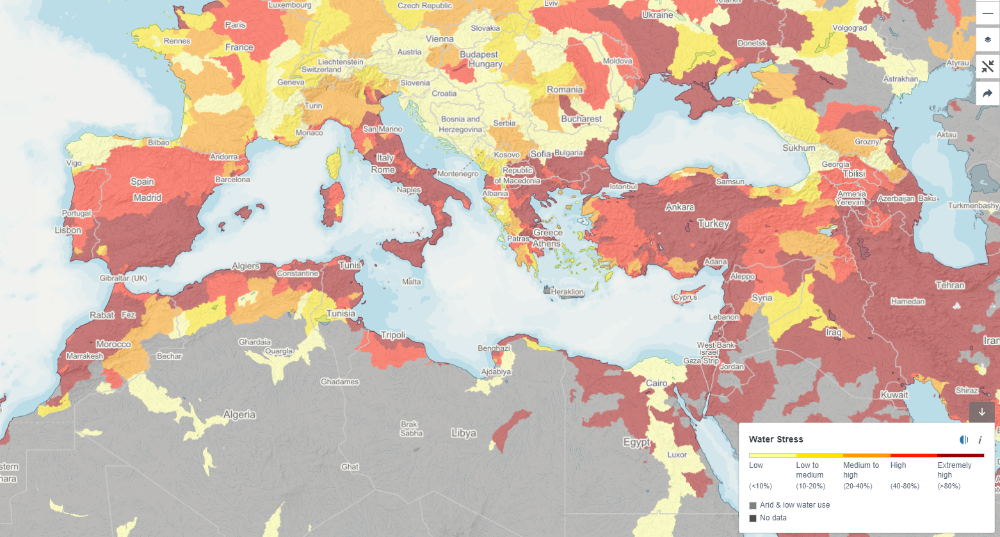 Luxembourg
Czech Republic
Lviv
Kharkiv
Paris
Ukraine
Slovakia
Volgograd
Rennes
Vienna
France
Donetsk
Austria
Budapest
Liechtenstein
Hungary
Moldova
Atyrau
Switzerland
Geneva
Slovenia
Astrakhan
Croatia
Romania
Turin
Bosnia and
Herzegovina
Serbia
Bucharest
Monaco
San Marino
Aktau
Bilbao
Grozny
Sukhum
Andorra
Kosovo
Sofia
Bulgaria
Vigo
Italy
Georgia
Rome
Republic
of Macedonia
Montenegro
Tbilisi
Spain
Barcelona
Istanbul
Samsun
Naples
Albania
Madrid
Armenia
Azerbaijan
Baku
Yerevan
Turkmenbashy
Ankara
Portugal
Turkey
Lisbon
Greece
Patras
Athens
Algiers
Tunis
Adana
Constantine
Gibraltar (UK)
Malta
Aleppo
Tehran
Heraklion
Cyprus
Syria
Hamedan
Rabat
Fez
Tunisia
Lebanon
Tripoli
Iraq
Ghardaia
Iran
Morocco
West Bank
Benghazi
Ouargla
Israel
Marrakesh
Bechar
Gaza Strip
Jordan
Ajdabiya
Ghadames
Cairo
Shiraz
Kuwait
Algeria
Brak
Sabha
Libya
Egypt
Luxor
Ghat
stern
hara
Water Stress
i
Low
Low to medium
Medium to high
High
Extremely high
(<10%)
(10-20%)
(20-40%)
(40-80%)
(>80%)
Arid & low water use
No data